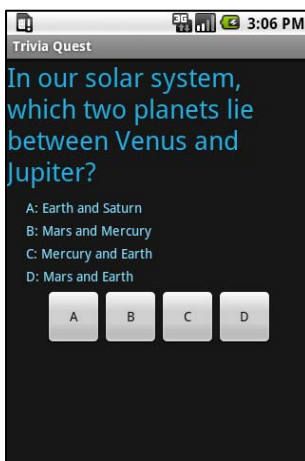 3G 3:06 PM
Trivia Quest
In our solar system,
which two planets lie
between Venus and
Jupiter?
A: Earth and Saturn
B: Mars and Mercury
C: Mercury and Earth
D: Mars and Earth
A B C D